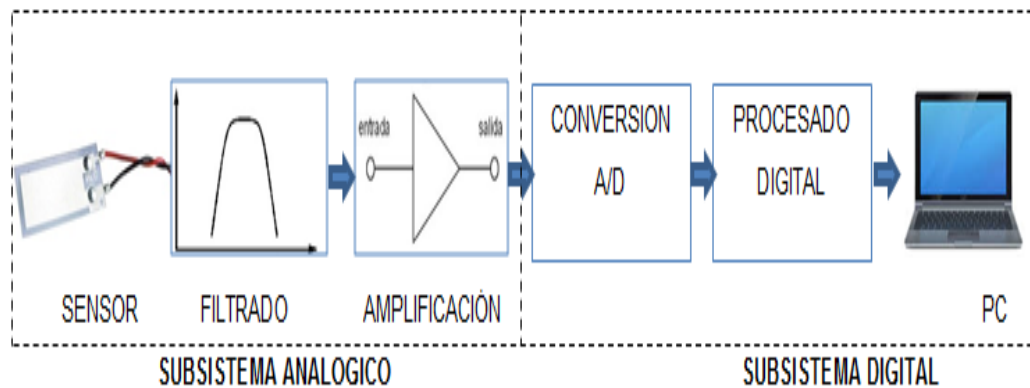 entrada
salida
CONVERSION
A/D
PROCESADO
DIGITAL
SENSOR
FILTRADO
AMPLIFICACIÓN
PC
SUBSISTEMA ANALOGICO
SUBSISTEMA DIGITAL